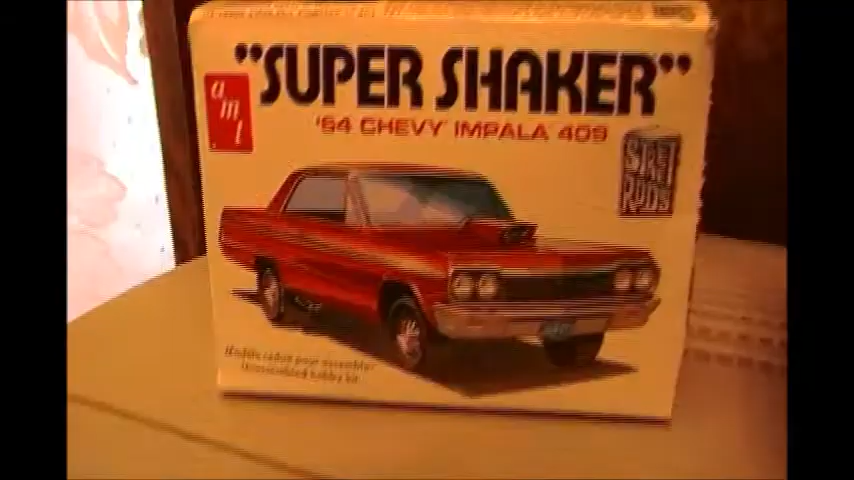 "SUPER SHAKER"
amt
'64 CHEVY IMPALA 409
STREET
RODS
Modèle réduit pour assembler
Unassembled hobby kit